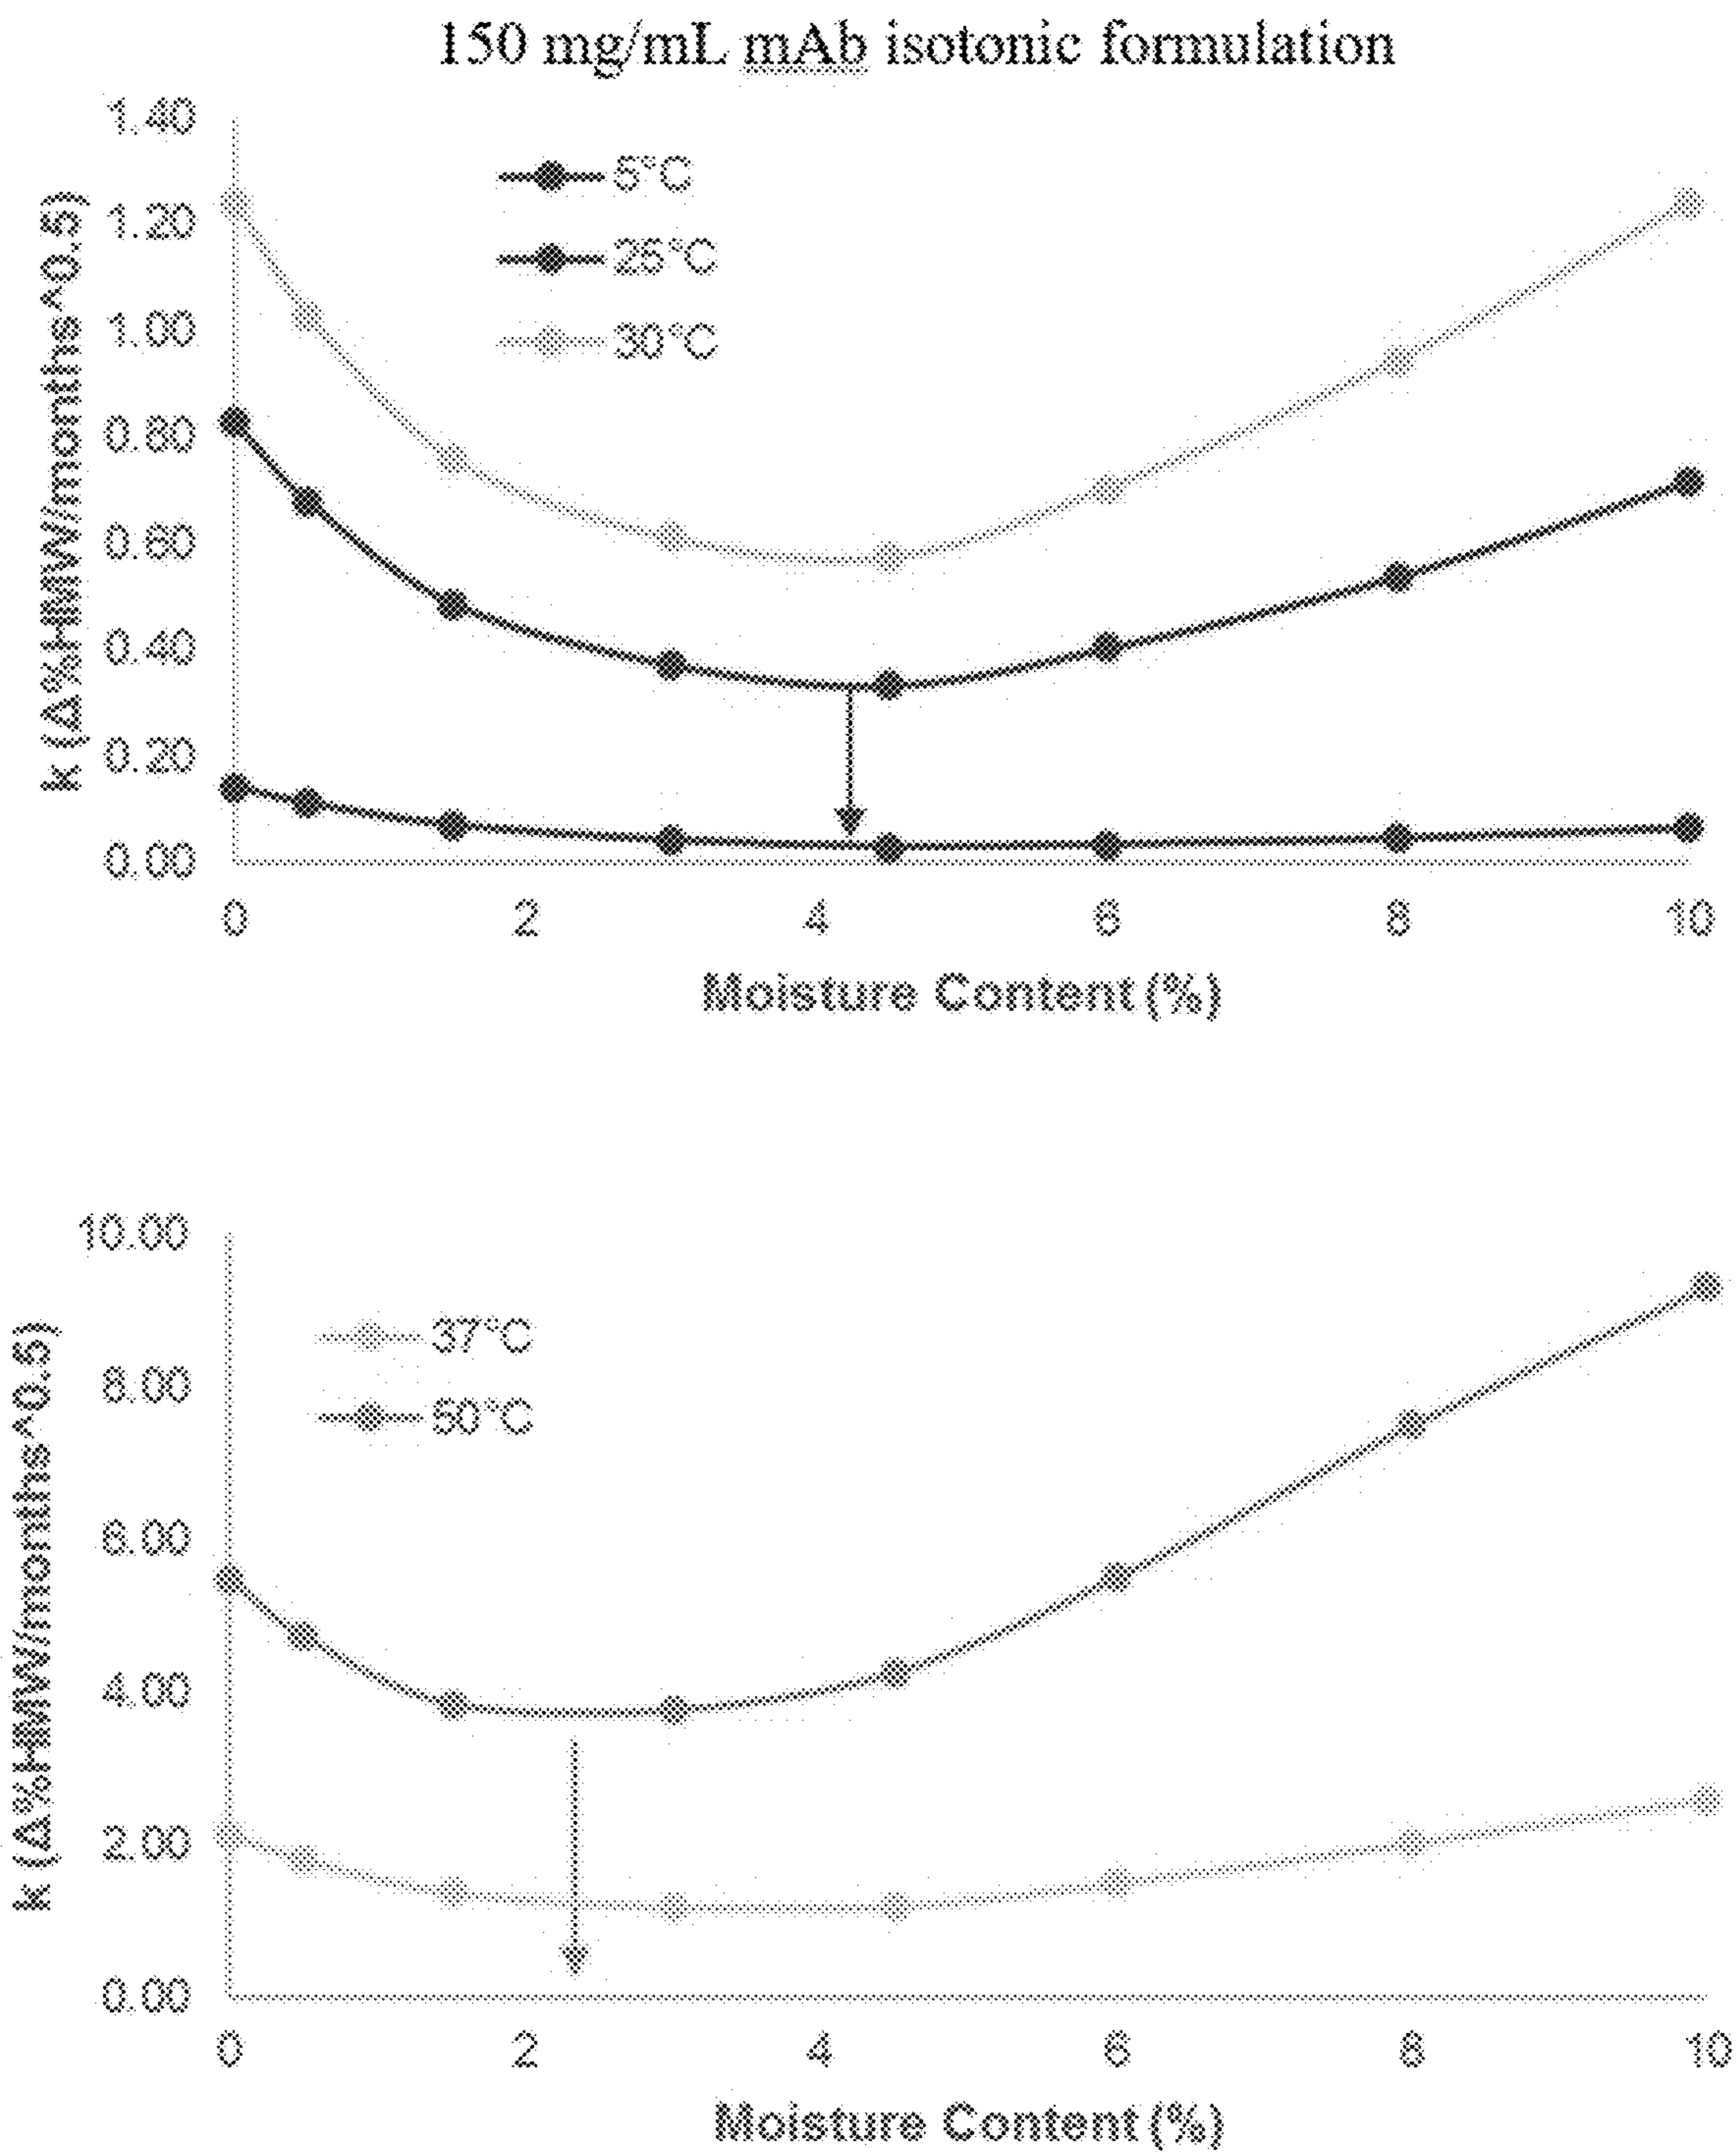 150 mg/mL mAb isotonic formulation
k (Δ%HMW/months^0.5)
1.40
1.20
1.00
0.80
0.60
0.40
0.20
0.00
5°C
25°C
30°C
0 2 4 6 8 10
Moisture Content (%)
k (Δ%HMW/months^0.5)
10.00
8.00
6.00
4.00
2.00
0.00
37°C
50°C
0 2 4 6 8 10
Moisture Content (%)